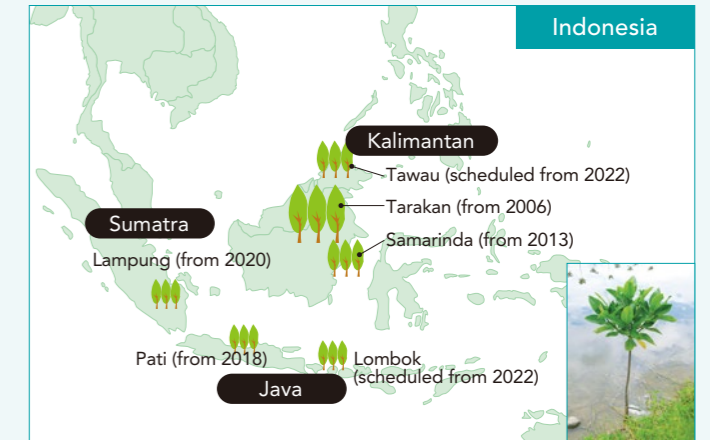 Indonesia
Kalimantan
Tawau (scheduled from 2022)
Tarakan (from 2006)
Sumatra
Samarinda (from 2013)
Lampung (from 2020)
Pati (from 2018)
Lombok
(scheduled from 2022)
Java